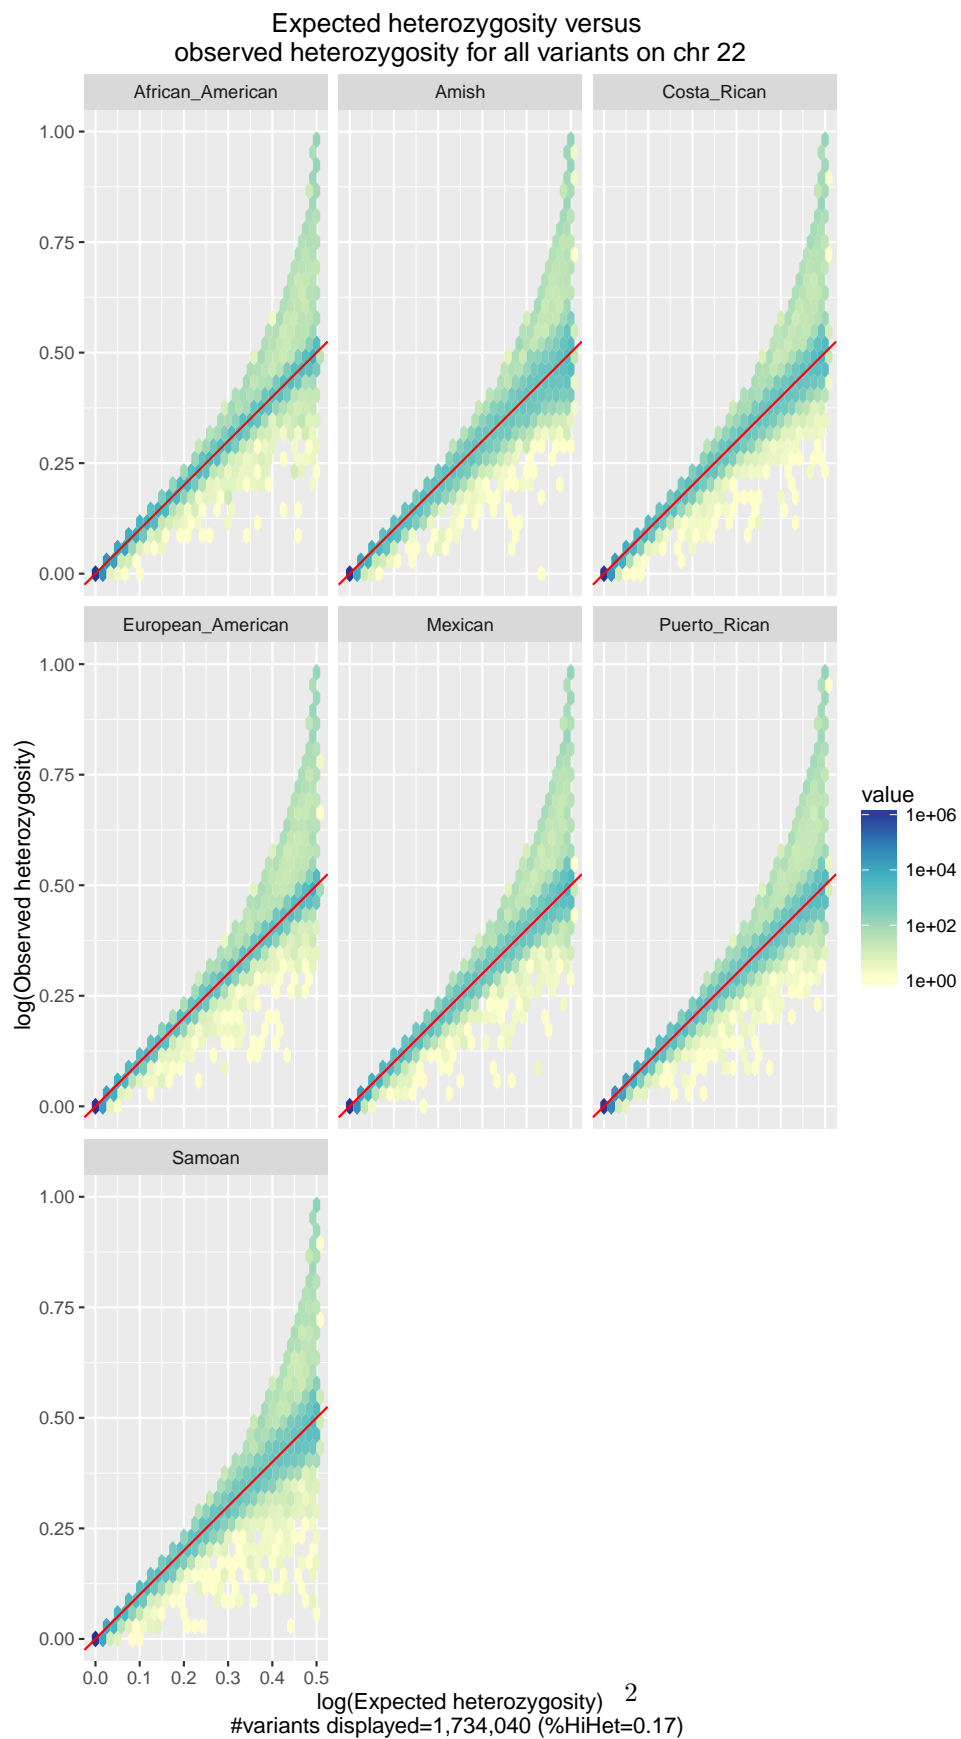 Expected heterozygosity versus
observed heterozygosity for all variants on chr 22
African_American
Amish
Costa_Rican
1.00
0.75
0.50
0.25
0.00
European_American
Mexican
Puerto_Rican
1.00
0.75
0.50
0.25
0.00
log(Observed heterozygosity)
value
1e+06
1e+04
1e+02
1e+00
Samoan
1.00
0.75
0.50
0.25
0.00
0.0 0.1 0.2 0.3 0.4 0.5
log(Expected heterozygosity) 2
#variants displayed=1,734,040 (%HiHet=0.17)